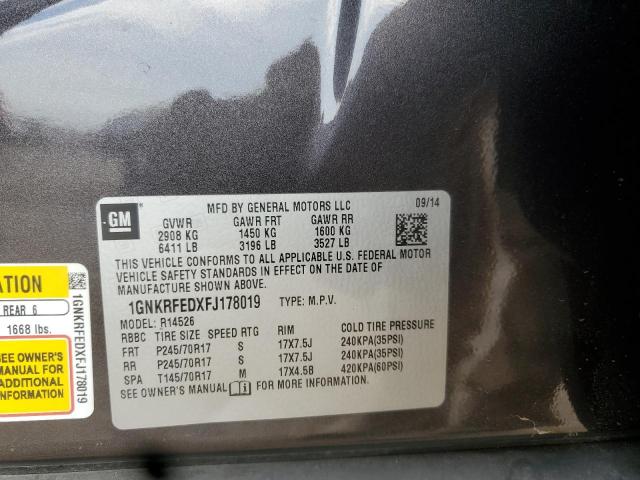 GM
MFD BY GENERAL MOTORS LLC 09/14
GVWR GAWR FRT GAWR RR
2908 KG 1450 KG 1600 KG
6411 LB 3196 LB 3527 LB
THIS VEHICLE CONFORMS TO ALL APPLICABLE U.S. FEDERAL MOTOR
VEHICLE SAFETY STANDARDS IN EFFECT ON THE DATE OF
MANUFACTURE SHOWN ABOVE.
1GNKRFEDXFJ178019 TYPE: M.P.V.
MODEL: R14526
RBBC TIRE SIZE SPEED RTG RIM COLD TIRE PRESSURE
FRT P245/70R17 S 17X7.5J 240KPA(35PSI)
RR P245/70R17 S 17X7.5J 240KPA(35PSI)
SPA T145/70R17 M 17X4.5B 420KPA(60PSI)
SEE OWNER'S MANUAL FOR MORE INFORMATION.
ATION
REAR 6
1668 lbs.
SEE OWNER'S
MANUAL FOR
ADDITIONAL
INFORMATION
1GNKRFEDXFJ178019